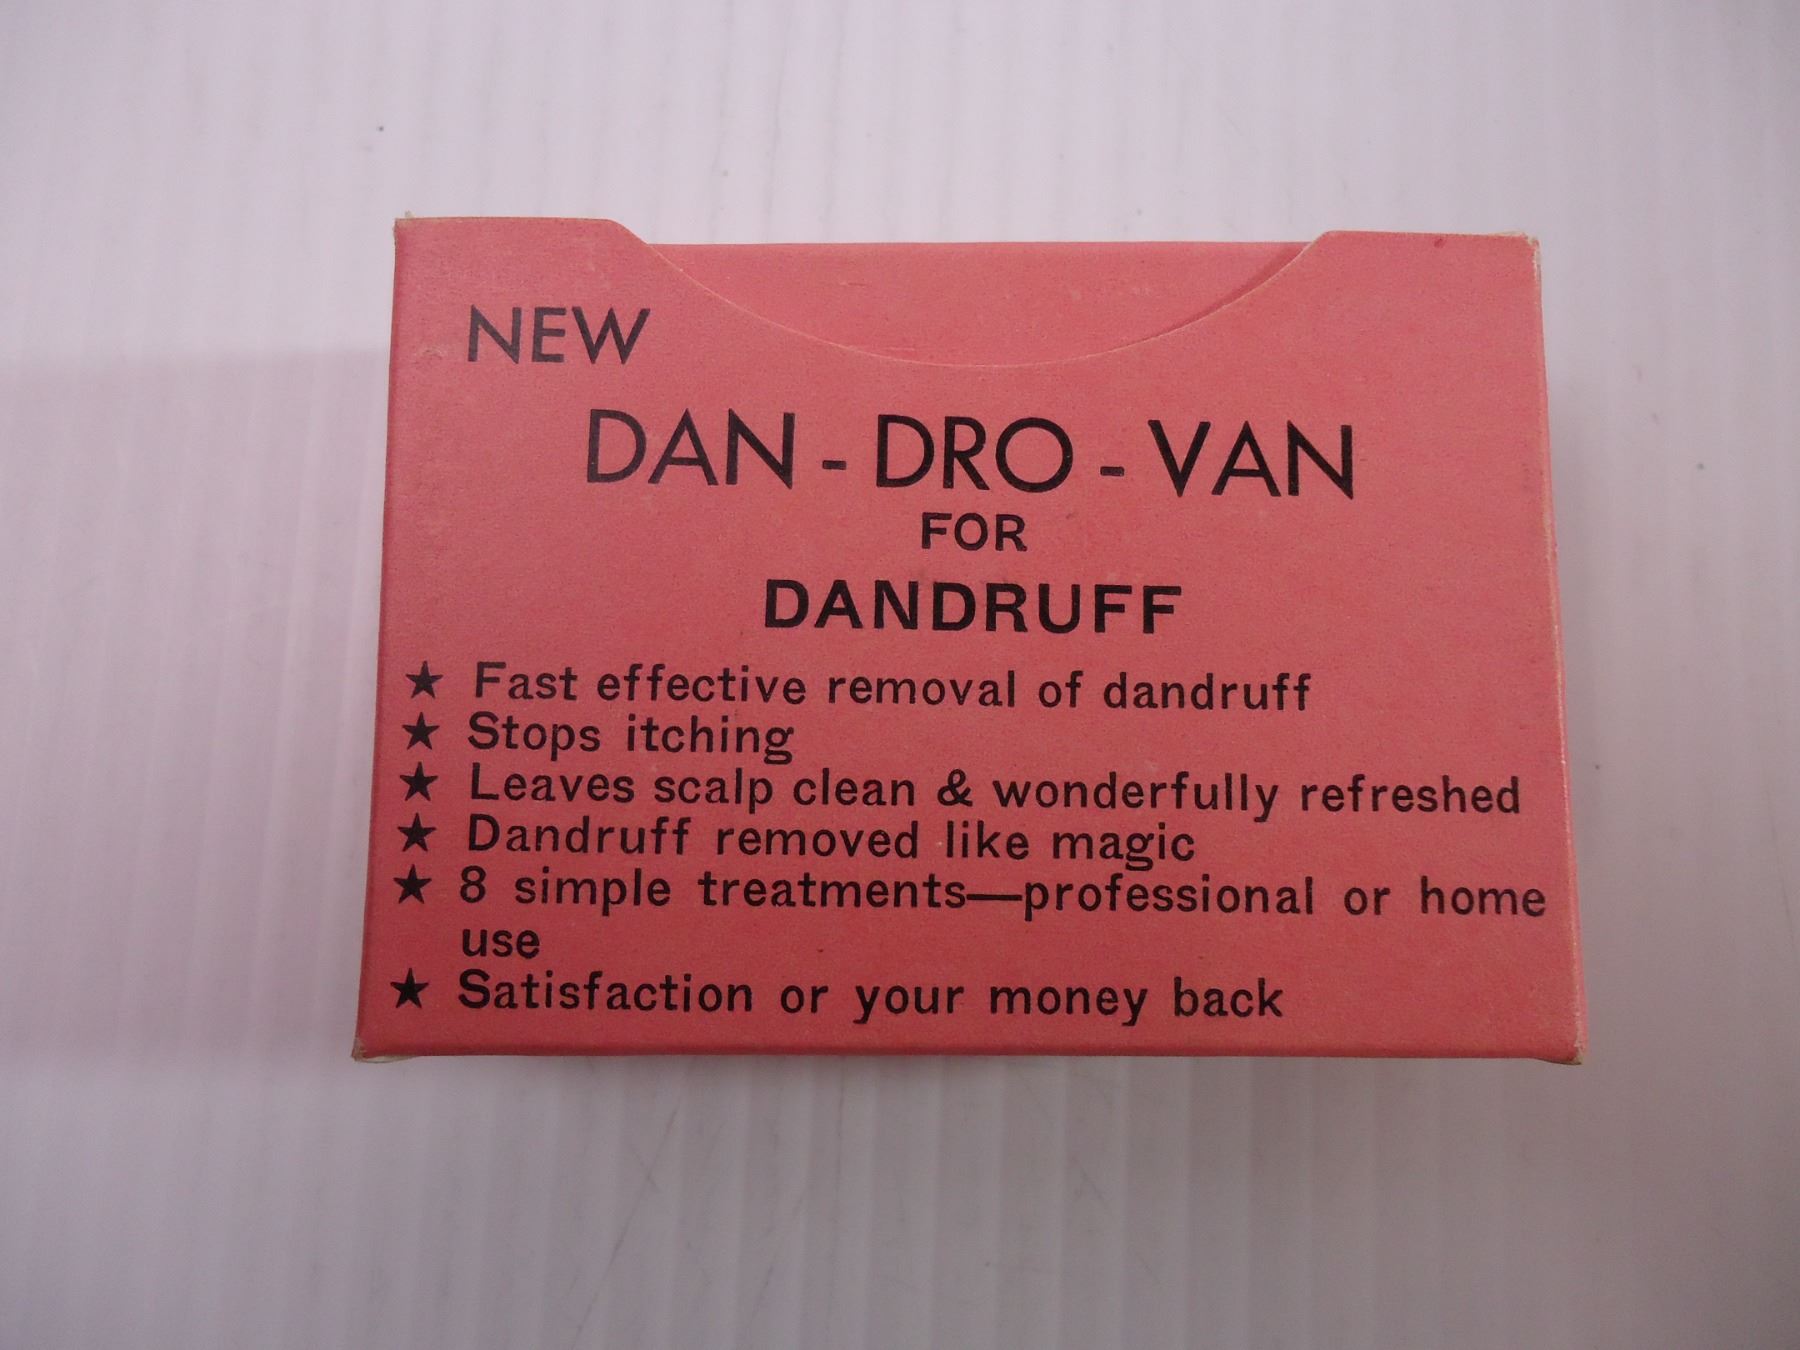 NEW
DAN - DRO - VAN
FOR
DANDRUFF
★ Fast effective removal of dandruff
★ Stops itching
★ Leaves scalp clean & wonderfully refreshed
★ Dandruff removed like magic
★ 8 simple treatments—professional or home
use
★ Satisfaction or your money back